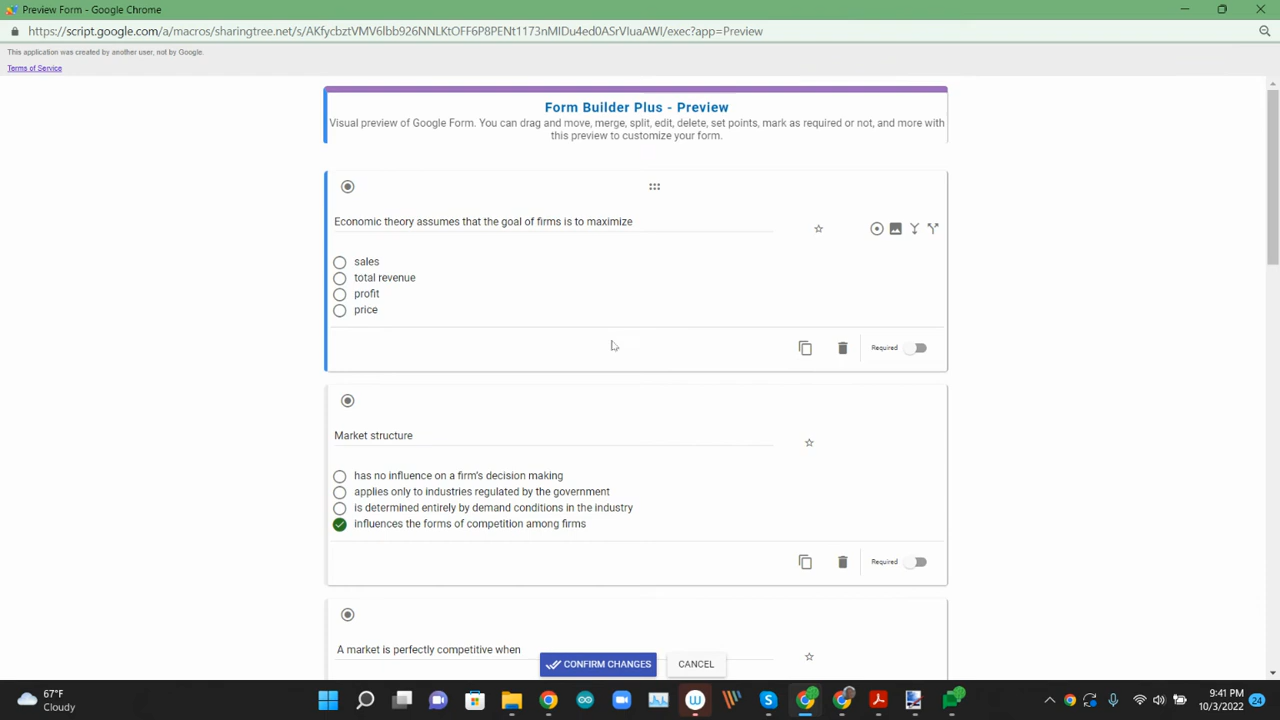 Preview Form - Google Chrome
https://script.google.com/a/macros/sharingtree.net/s/AKfycbztVMV6lbb926NNLKtOFF6P8PENt1173nMIDu4ed0ASrVIuaAWI/exec?app=Preview
This application was created by another user, not by Google.
Terms of Service
Form Builder Plus - Preview
Visual preview of Google Form. You can drag and move, merge, split, edit, delete, set points, mark as required or not, and more with
this preview to customize your form.
Economic theory assumes that the goal of firms is to maximize
sales
total revenue
profit
price
Required
Market structure
has no influence on a firm's decision making
applies only to industries regulated by the government
is determined entirely by demand conditions in the industry
influences the forms of competition among firms
Required
A market is perfectly competitive when
CONFIRM CHANGES
CANCEL
67°F
Cloudy
9:41 PM
10/3/2022
24